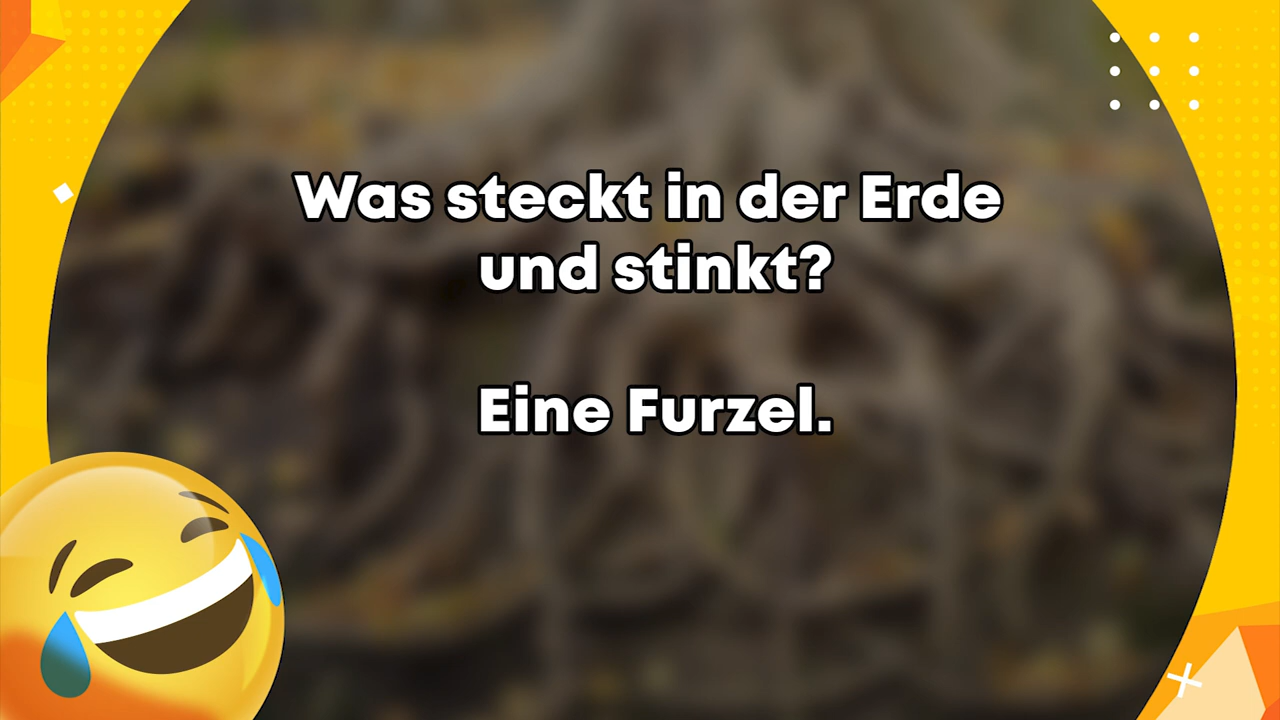 Was steckt in der Erde
und stinkt?
Eine Furzel.